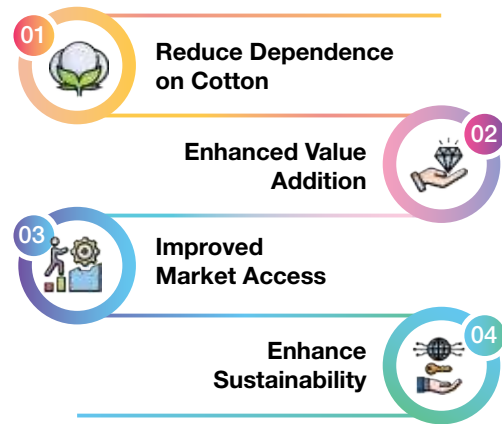 01
Reduce Dependence
on Cotton
02
Enhanced Value
Addition
03
Improved
Market Access
04
Enhance
Sustainability